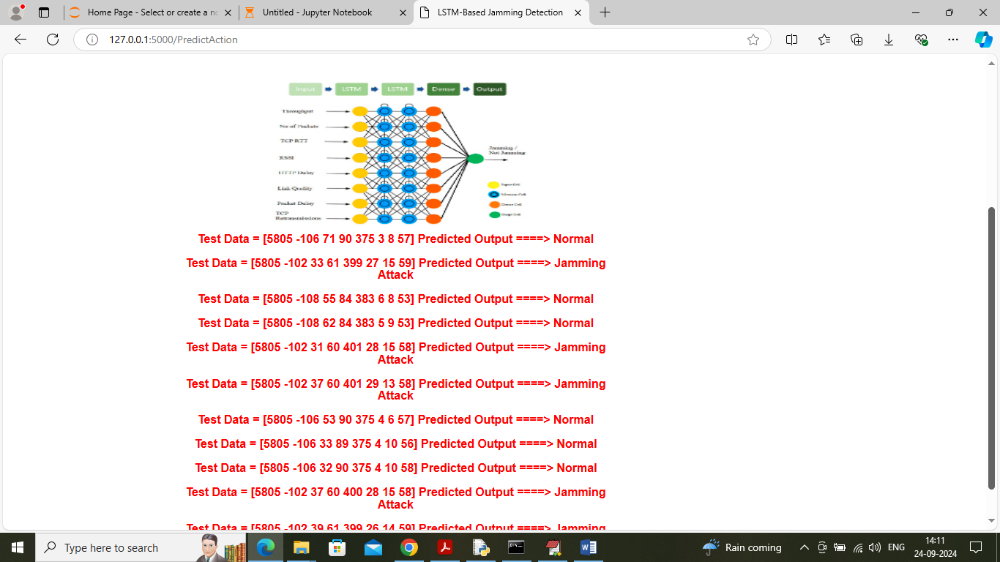 Home Page - Select or create a no
Untitled - Jupyter Notebook
LSTM-Based Jamming Detection
127.0.0.1:5000/PredictAction
Input LSTM LSTM Dense Output
Throughput
No of Packets
TCP RTT
RSSI
HTTP Delay
Link Quality
Packet Delay
TCP
Retransmissions
Jamming /
Not Jamming
Input Cell
Memory Cell
Dense Cell
Output Cell
Test Data = [5805 -106 71 90 375 3 8 57] Predicted Output ====> Normal
Test Data = [5805 -102 33 61 399 27 15 59] Predicted Output ====> Jamming
Attack
Test Data = [5805 -108 55 84 383 6 8 53] Predicted Output ====> Normal
Test Data = [5805 -108 62 84 383 5 9 53] Predicted Output ====> Normal
Test Data = [5805 -102 31 60 401 28 15 58] Predicted Output ====> Jamming
Attack
Test Data = [5805 -102 37 60 401 29 13 58] Predicted Output ====> Jamming
Attack
Test Data = [5805 -106 53 90 375 4 6 57] Predicted Output ====> Normal
Test Data = [5805 -106 33 89 375 4 10 56] Predicted Output ====> Normal
Test Data = [5805 -106 32 90 375 4 10 58] Predicted Output ====> Normal
Test Data = [5805 -102 37 60 400 28 15 58] Predicted Output ====> Jamming
Attack
Test Data = [5805 -102 39 61 399 26 14 59] Predicted Output ====> Jamming
Type here to search
Rain coming
ENG
14:11
24-09-2024